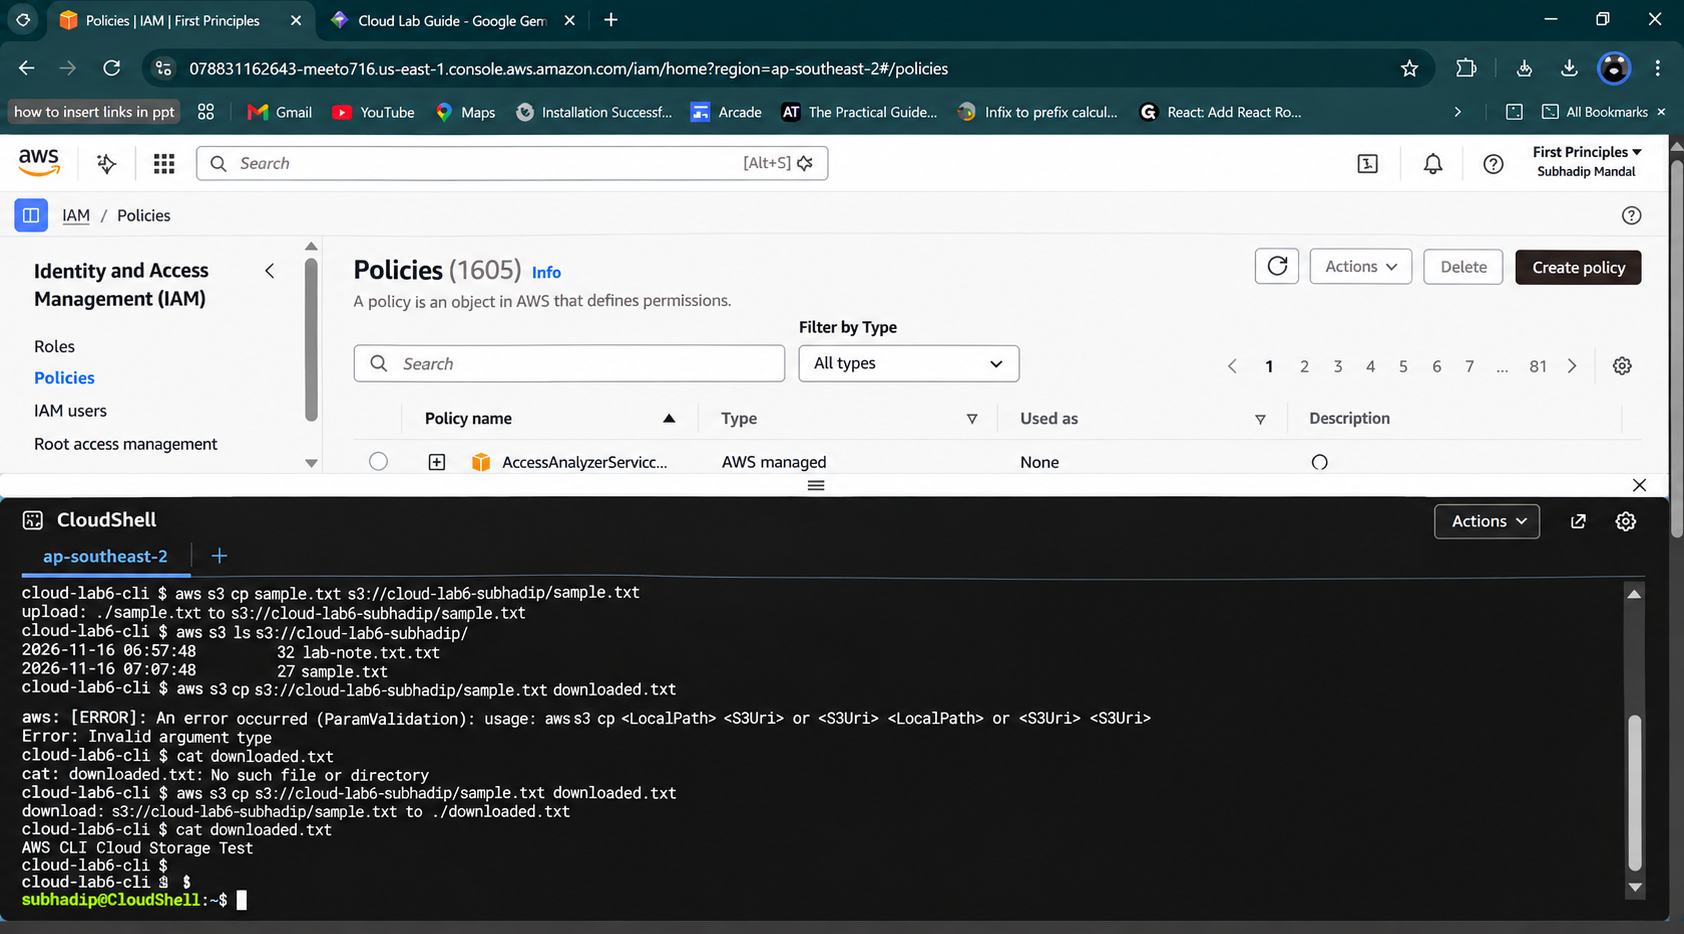 Policies | IAM | First Principles
Cloud Lab Guide - Google Gem
078831162643-meeto716.us-east-1.console.aws.amazon.com/iam/home?region=ap-southeast-2#/policies
how to insert links in ppt
Gmail
YouTube
Maps
Installation Successf...
Arcade
AT
The Practical Guide...
Infix to prefix calcul...
G
React: Add React Ro...
All Bookmarks
aws
Search
[Alt+S]
First Principles
Subhadip Mandal
IAM / Policies
Identity and Access
Management (IAM)
Roles
Policies
IAM users
Root access management
Policies (1605) Info
A policy is an object in AWS that defines permissions.
Actions
Delete
Create policy
Filter by Type
Search
All types
1 2 3 4 5 6 7 ... 81
Policy name Type Used as Description
AccessAnalyzerServicc... AWS managed None
CloudShell
Actions
ap-southeast-2
cloud-lab6-cli $ aws s3 cp sample.txt s3://cloud-lab6-subhadip/sample.txt
upload: ./sample.txt to s3://cloud-lab6-subhadip/sample.txt
cloud-lab6-cli $ aws s3 ls s3://cloud-lab6-subhadip/
2026-11-16 06:57:48 32 lab-note.txt.txt
2026-11-16 07:07:48 27 sample.txt
cloud-lab6-cli $ aws s3 cp s3://cloud-lab6-subhadip/sample.txt downloaded.txt
aws: [ERROR]: An error occurred (ParamValidation): usage: aws s3 cp <LocalPath> <S3Uri> or <S3Uri> <LocalPath> or <S3Uri> <S3Uri>
Error: Invalid argument type
cloud-lab6-cli $ cat downloaded.txt
cat: downloaded.txt: No such file or directory
cloud-lab6-cli $ aws s3 cp s3://cloud-lab6-subhadip/sample.txt downloaded.txt
download: s3://cloud-lab6-subhadip/sample.txt to ./downloaded.txt
cloud-lab6-cli $ cat downloaded.txt
AWS CLI Cloud Storage Test
cloud-lab6-cli $
cloud-lab6-cli $
subhadip@CloudShell:~$